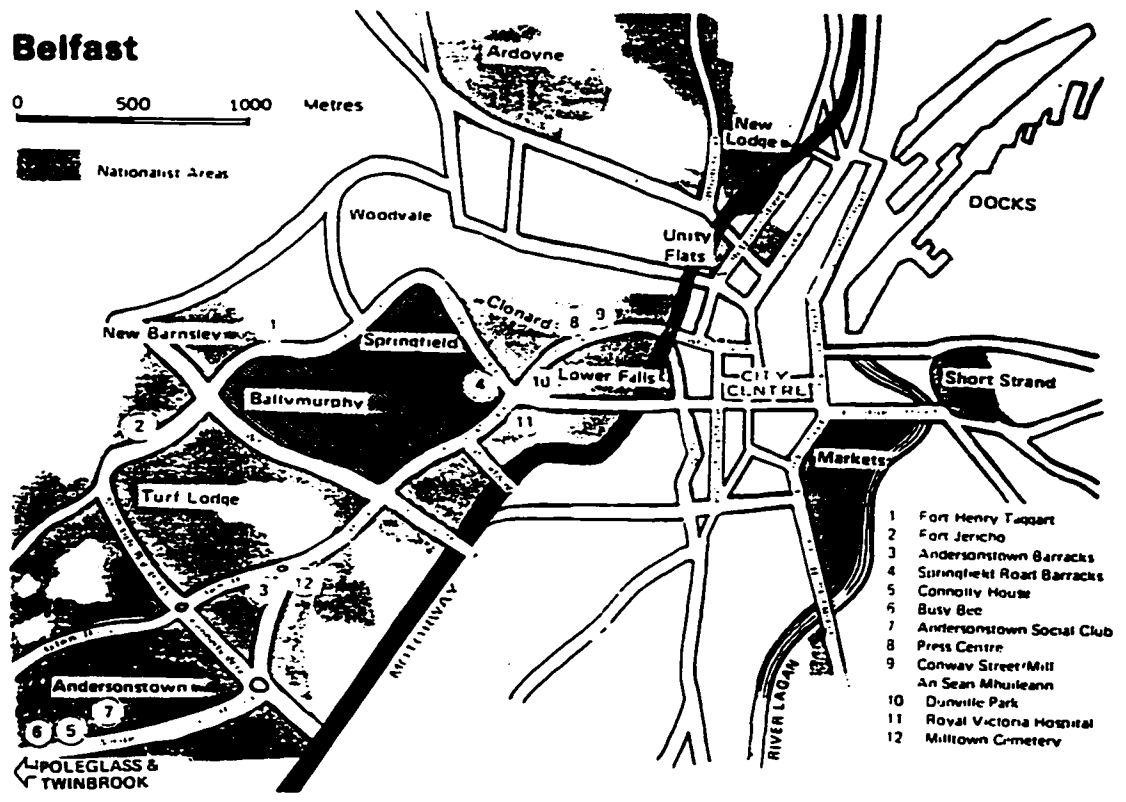 Belfast
0 500 1000 Metres
Nationalist Areas
Ardoyne
New
Lodge
Woodvale
DOCKS
Unity
Flats
New Barnsley
1
Clonard
8
9
Springfield
Ballymurphy
4
10
Lower Falls
CITY
CENTRE
Short Strand
2
11
Markets
Turf Lodge
3
12
MOTORWAY
Andersonstown
7
6
5
RIVER LAGAN
POLEGLASS &
TWINBROOK
1 Fort Henry Taggart
2 Fort Jericho
3 Andersonstown Barracks
4 Springfield Road Barracks
5 Connolly House
6 Busy Bee
7 Andersonstown Social Club
8 Press Centre
9 Conway Street/Mill
An Sean Mhuileann
10 Dunville Park
11 Royal Victoria Hospital
12 Milltown Cemetery